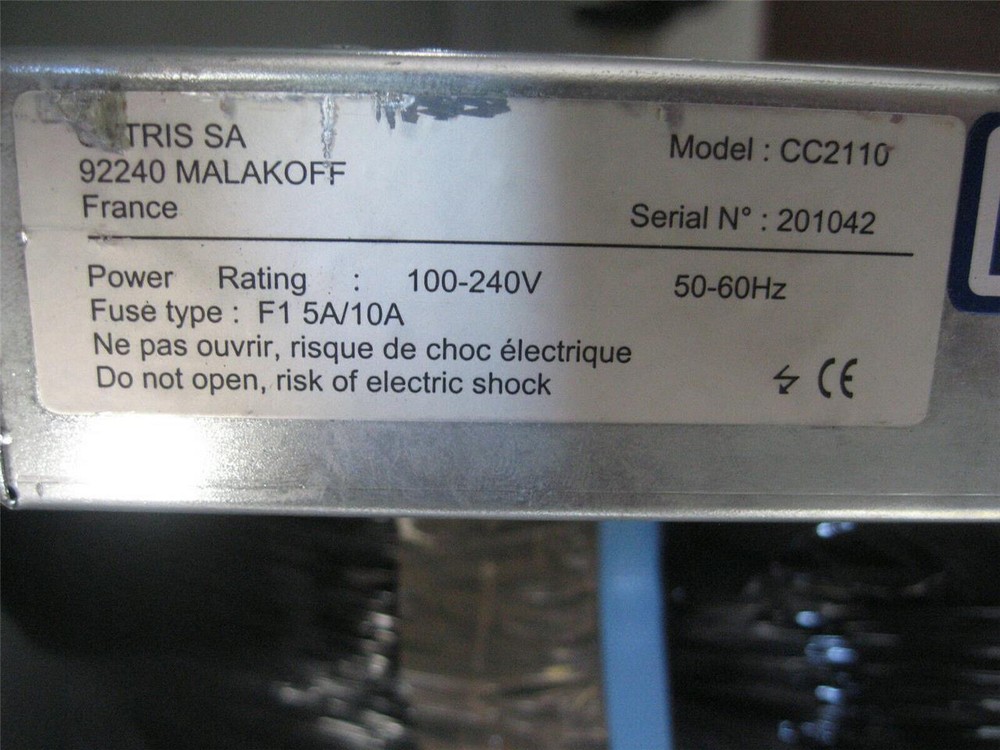 TRIS SA
92240 MALAKOFF
France
Model : CC2110
Serial N° : 201042
Power Rating : 100-240V 50-60Hz
Fuse type : F1 5A/10A
Ne pas ouvrir, risque de choc électrique
Do not open, risk of electric shock
CE